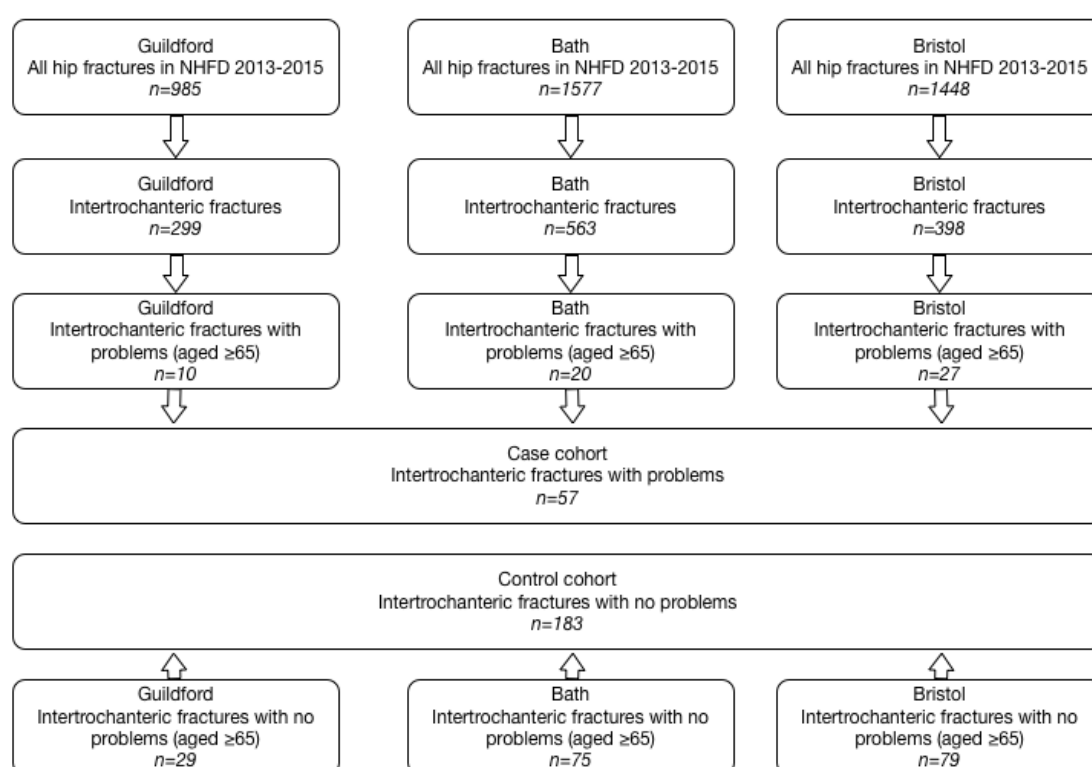 Guildford
All hip fractures in NHFD 2013-2015
n=985
Bath
All hip fractures in NHFD 2013-2015
n=1577
Bristol
All hip fractures in NHFD 2013-2015
n=1448
Guildford
Intertrochanteric fractures
n=299
Bath
Intertrochanteric fractures
n=563
Bristol
Intertrochanteric fractures
n=398
Guildford
Intertrochanteric fractures with
problems (aged ≥65)
n=10
Bath
Intertrochanteric fractures with
problems (aged ≥65)
n=20
Bristol
Intertrochanteric fractures with
problems (aged ≥65)
n=27
Case cohort
Intertrochanteric fractures with problems
n=57
Control cohort
Intertrochanteric fractures with no problems
n=183
Guildford
Intertrochanteric fractures with no
problems (aged ≥65)
n=29
Bath
Intertrochanteric fractures with no
problems (aged ≥65)
n=75
Bristol
Intertrochanteric fractures with no
problems (aged ≥65)
n=79